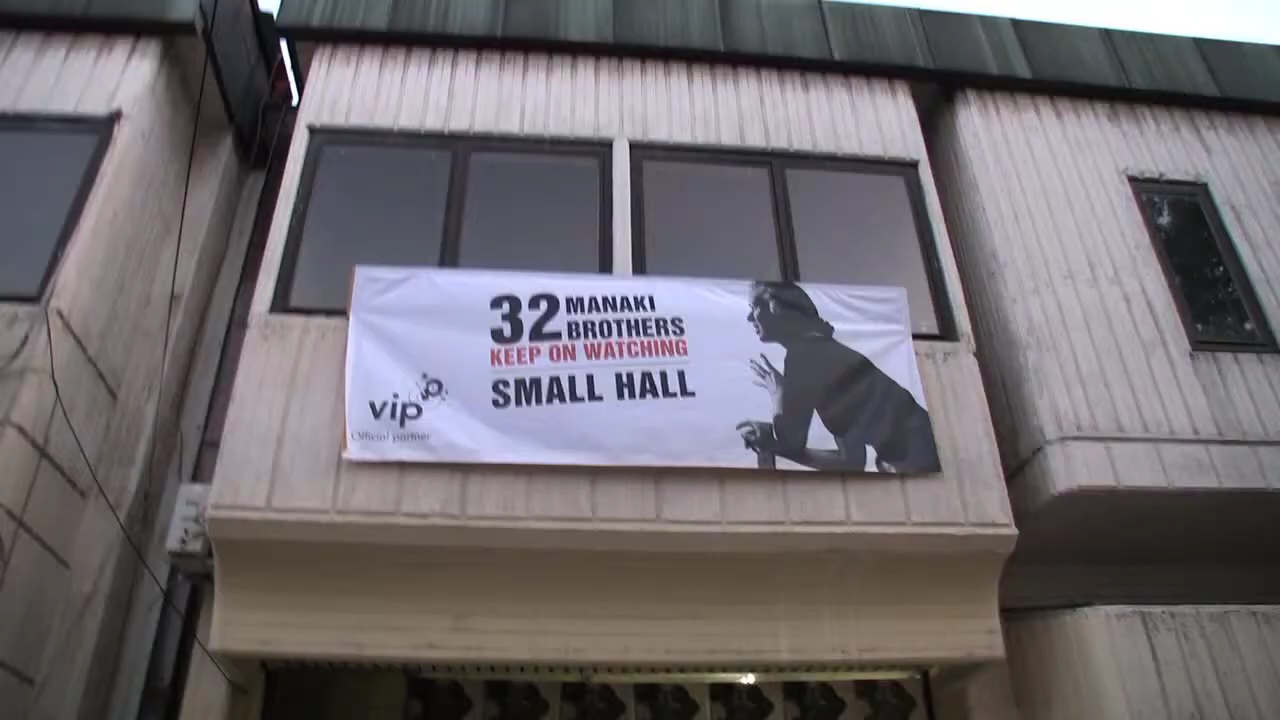 32 MANAKI
BROTHERS
KEEP ON WATCHING
SMALL HALL
vip
Official partner